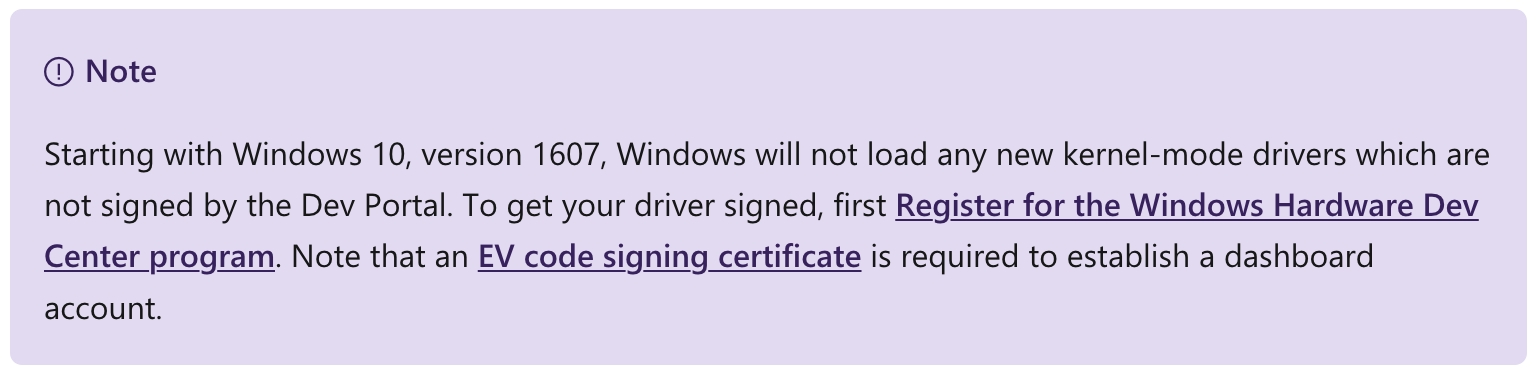 Note
Starting with Windows 10, version 1607, Windows will not load any new kernel-mode drivers which are
not signed by the Dev Portal. To get your driver signed, first Register for the Windows Hardware Dev
Center program. Note that an EV code signing certificate is required to establish a dashboard
account.